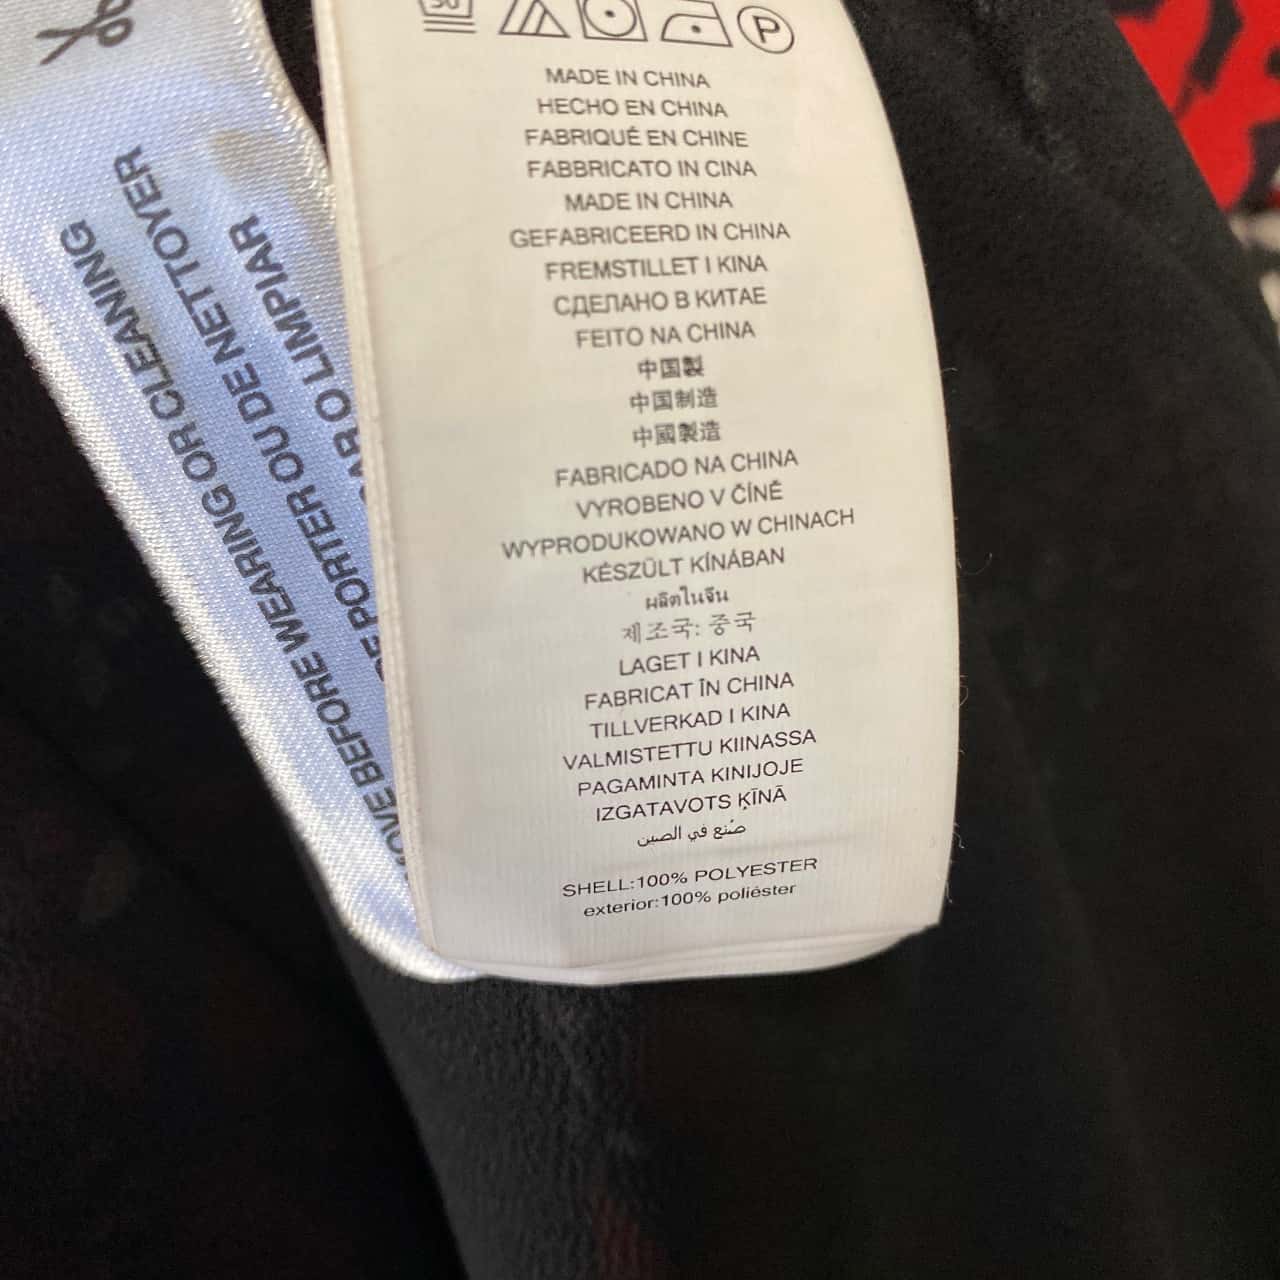 30
P
MADE IN CHINA
HECHO EN CHINA
FABRIQUÉ EN CHINE
FABBRICATO IN CINA
MADE IN CHINA
GEFABRICEERD IN CHINA
FREMSTILLET I KINA
СДЕЛАНО В КИТАЕ
FEITO NA CHINA
中国製
中国制造
中國製造
FABRICADO NA CHINA
VYROBENO V ČÍNĚ
WYPRODUKOWANO W CHINACH
KÉSZÜLT KÍNÁBAN
ผลิตในจีน
제조국: 중국
LAGET I KINA
FABRICAT ÎN CHINA
TILLVERKAD I KINA
VALMISTETTU KIINASSA
PAGAMINTA KINIJOJE
IZGATAVOTS ĶĪNĀ
صُنع في الصين
SHELL:100% POLYESTER
exterior:100% poliéster
BEFORE WEARING OR CLEANING
PORTER OU DE NETTOYER
O LIMPIAR